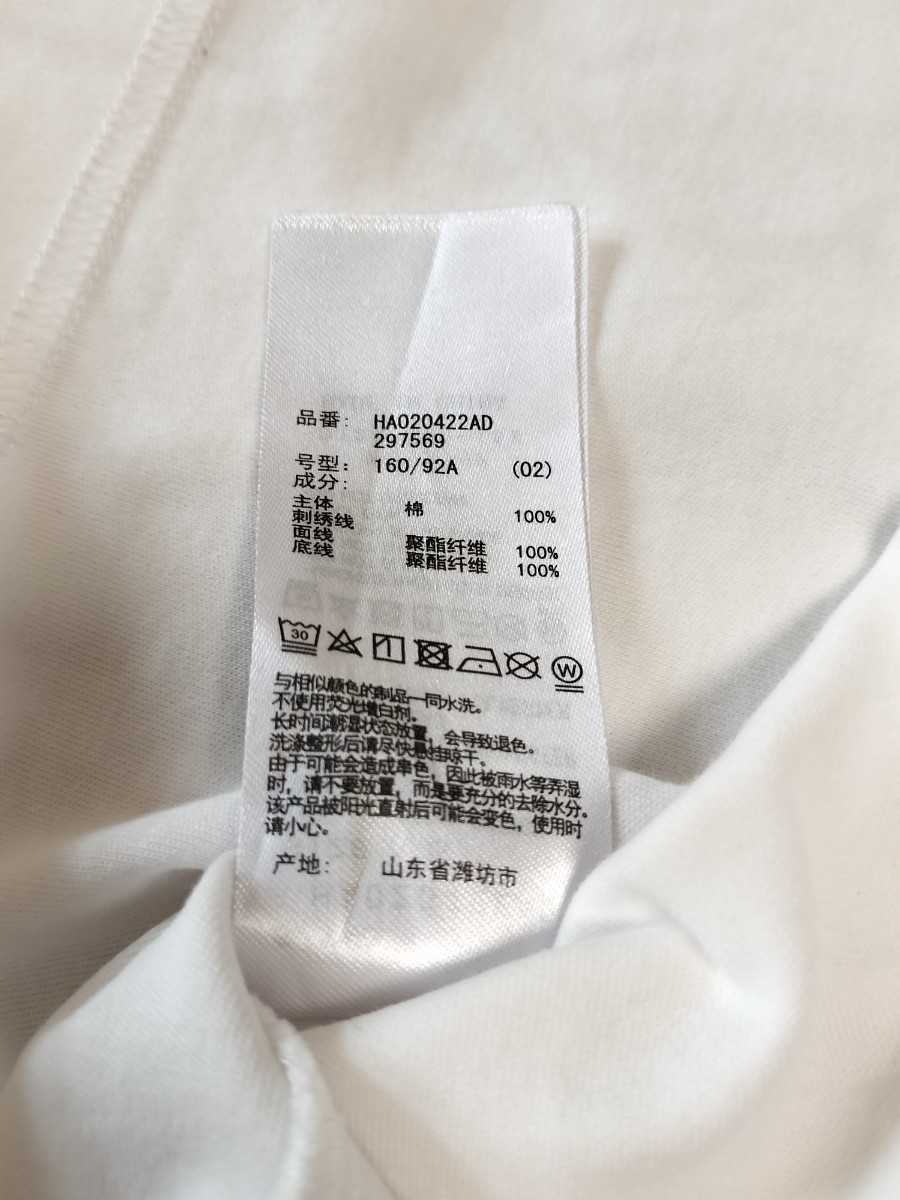 品番: HA020422AD
297569
号型: 160/92A (02)
成分:
主体 棉 100%
刺绣线
面线 聚酯纤维 100%
底线 聚酯纤维 100%
30
W
与相似颜色的制品一同水洗。
不使用荧光增白剂。
长时间潮湿状态放置，会导致退色。
洗涤整形后请尽快悬挂晾干。
由于可能会造成串色，因此被雨水等弄湿
时，请不要放置，而是要充分的去除水分。
该产品被阳光直射后可能会变色，使用时
请小心。
产地: 山东省潍坊市